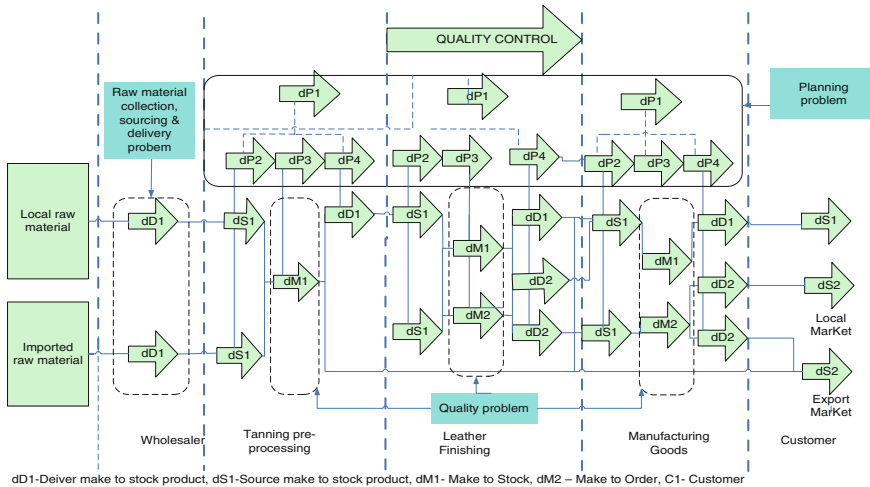 QUALITY CONTROL
Raw material
collection,
sourcing &
delivery
probem
dP1
dP1
dP1
Planning
problem
dP2
dP3
dP4
dP2
dP3
dP4
dP2
dP3
dP4
Local raw
material
dD1
dS1
dD1
dS1
dD1
dS1
dD1
dS1
dM1
dM1
dM1
dD2
dD2
dS2
Local
MarKet
Imported
raw material
dD1
dS1
dS1
dM2
dD2
dS1
dM2
dD2
dS2
Export
MarKet
Quality problem
Wholesaler
Tanning pre-
processing
Leather
Finishing
Manufacturing
Goods
Customer
dD1-Deiver make to stock product, dS1-Source make to stock product, dM1- Make to Stock, dM2 – Make to Order, C1- Customer